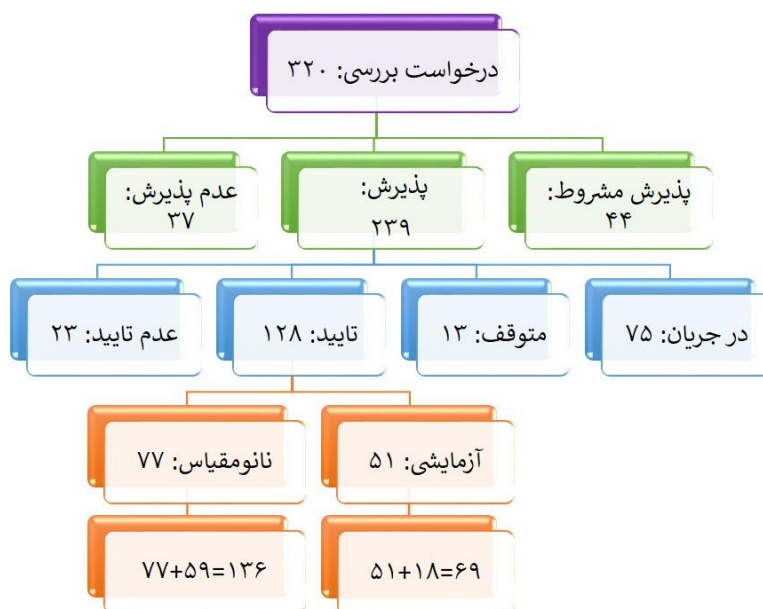 درخواست بررسی: ۳۲۰
پذیرش مشروط:
۴۴
پذیرش:
۲۳۹
عدم پذیرش:
۳۷
در جریان: ۷۵
متوقف: ۱۳
تایید: ۱۲۸
عدم تایید: ۲۳
آزمایشی: ۵۱
نانومقیاس: ۷۷
۵۱+۱۸=۶۹
۷۷+۵۹=۱۳۶